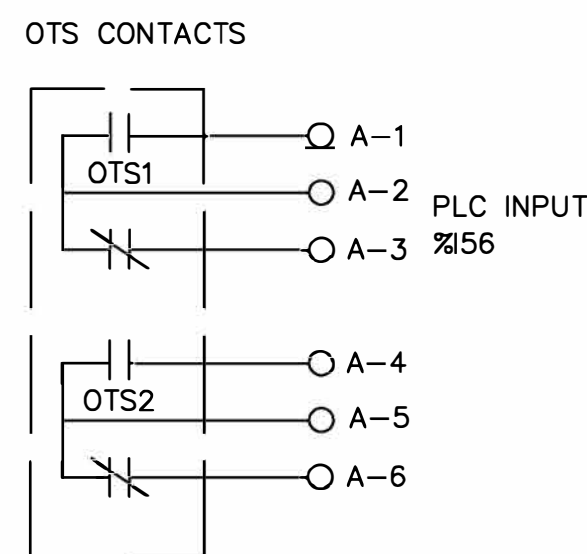 OTS CONTACTS
A-1
OTS1
A-2
PLC INPUT
A-3
%I56
A-4
OTS2
A-5
A-6